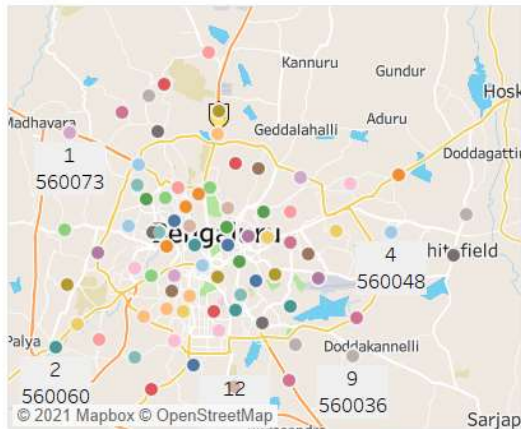 Kannuru
Gundur
Hosk
Madhavara
Geddalahalli
Aduru
Doddagattin
1
560073
Bengaluru
4
560048
hitefield
Palya
2
560060
12
Doddakannelli
9
560036
© 2021 Mapbox © OpenStreetMap
Sarjap